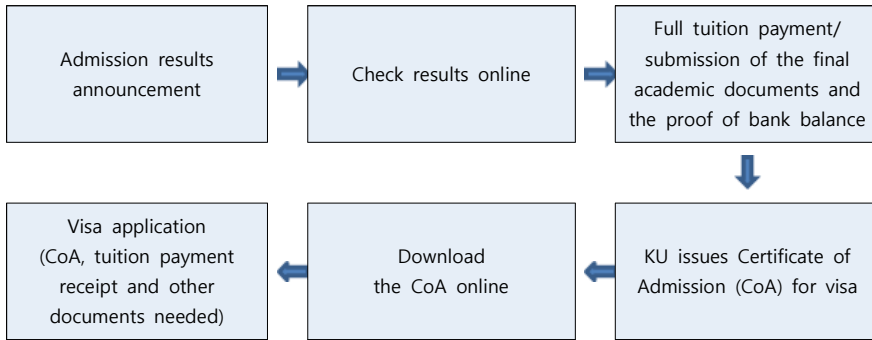 Admission results
announcement
Check results online
Full tuition payment/
submission of the final
academic documents and
the proof of bank balance
KU issues Certificate of
Admission (CoA) for visa
Download
the CoA online
Visa application
(CoA, tuition payment
receipt and other
documents needed)